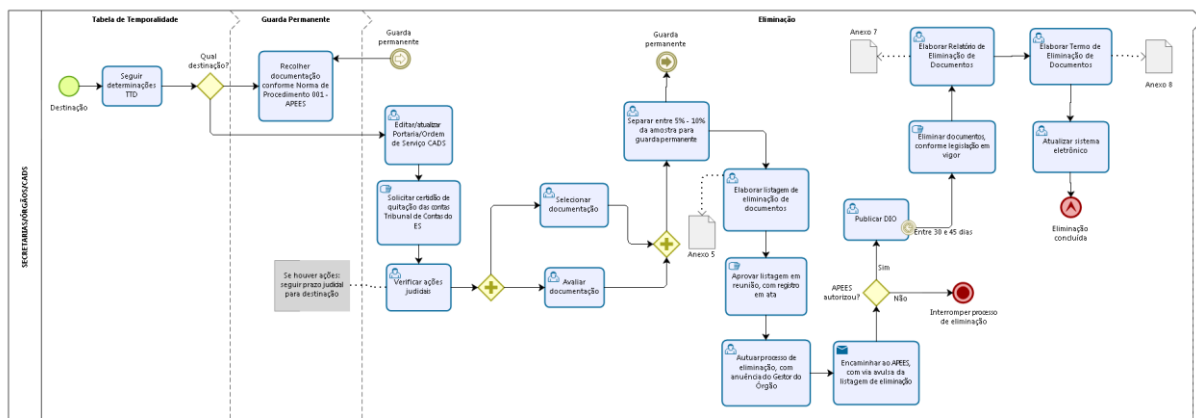 Tabela de Temporalidade
Guarda Permanente
Eliminação
SECRETARIAS/ÓRGÃOS/CADS
Destinação
Seguir
determinações
TTD
Qual
destinação?
Recolher
documentação
conforme Norma de
Procedimento 001 -
APEES
Guarda
permanente
Editar/atualizar
Portaria/Ordem
de Serviço CADS
Solicitar certidão de
quitação das contas
Tribunal de Contas do
ES
Se houver ações:
seguir prazo judicial
para destinação
Verificar ações
judiciais
Selecionar
documentação
Avaliar
documentação
Guarda
permanente
Separar entre 5% - 10%
da amostra para
guarda permanente
Elaborar listagem de
eliminação de
documentos
Anexo 5
Aprovar listagem em
reunião, com registro
em ata
Autuar processo de
eliminação, com
anuência do Gestor do
Órgão
Encaminhar ao APEES,
com via avulsa da
listagem de eliminação
APEES
autorizou?
Sim
Não
Interromper processo
de eliminação
Publicar DIO
Entre 30 e 45 dias
Eliminar documentos,
conforme legislação em
vigor
Anexo 7
Elaborar Relatório de
Eliminação de
Documentos
Elaborar Termo de
Eliminação de
Documentos
Anexo 8
Atualizar sistema
eletrônico
Eliminação
concluída